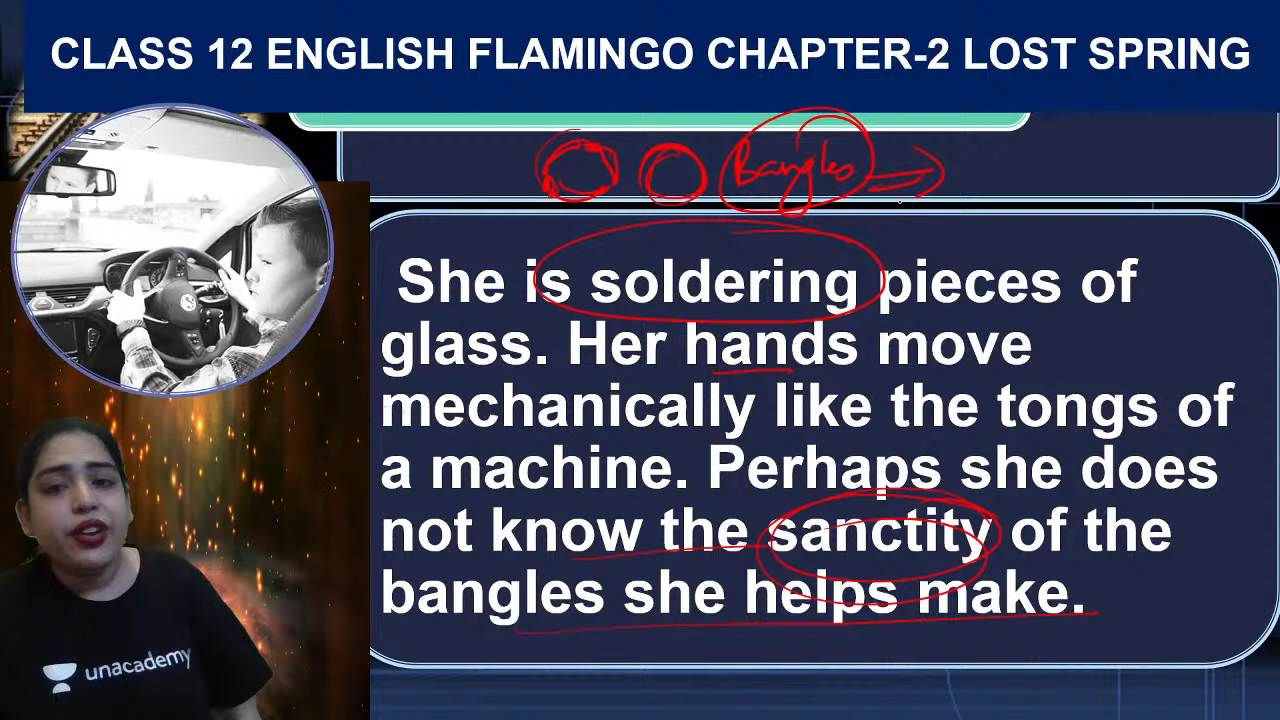 CLASS 12 ENGLISH FLAMINGO CHAPTER-2 LOST SPRING
Bangles
She is soldering pieces of
glass. Her hands move
mechanically like the tongs of
a machine. Perhaps she does
not know the sanctity of the
bangles she helps make.
unacademy